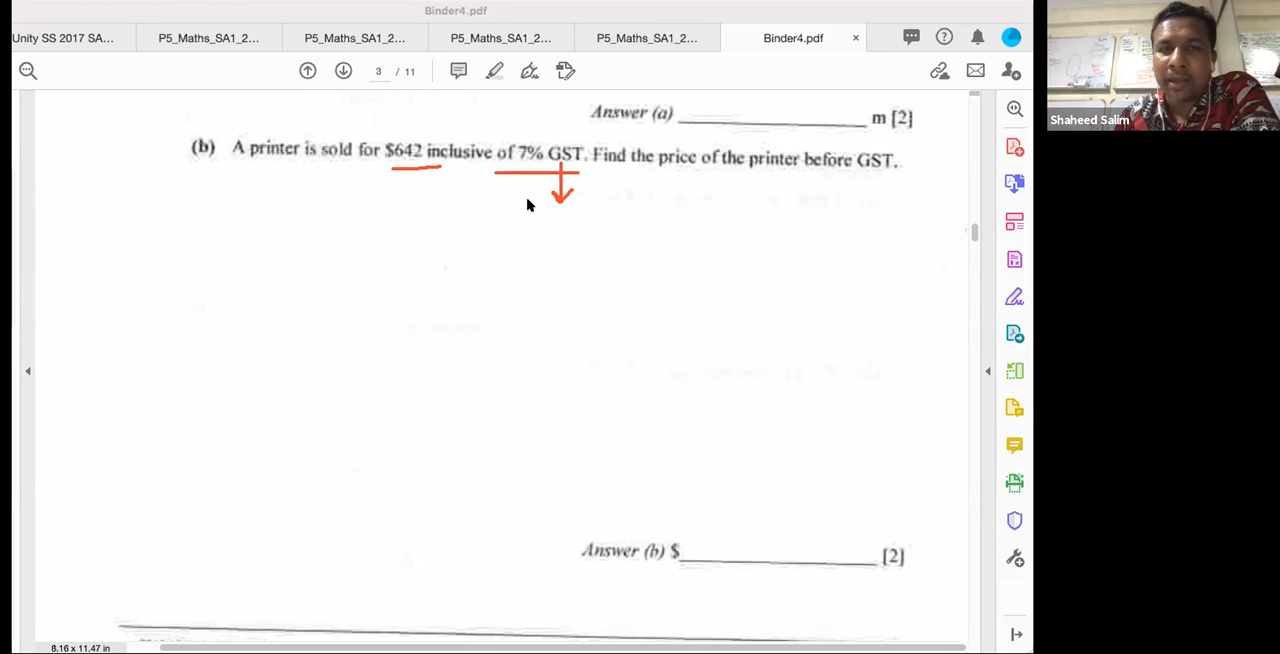 Binder4.pdf
Unity SS 2017 SA...
P5_Maths_SA1_2...
_Maths_SA1_2...
P5_Maths_SA1_2...
P5_Maths_SA1_2...
Binder4.pdf
3 / 11
Answer (a) m [2]
(b) A printer is sold for $642 inclusive of 7% GST. Find the price of the printer before GST.
Answer (b) $ [2]
8.16 x 11.47 in
Shaheed Salim